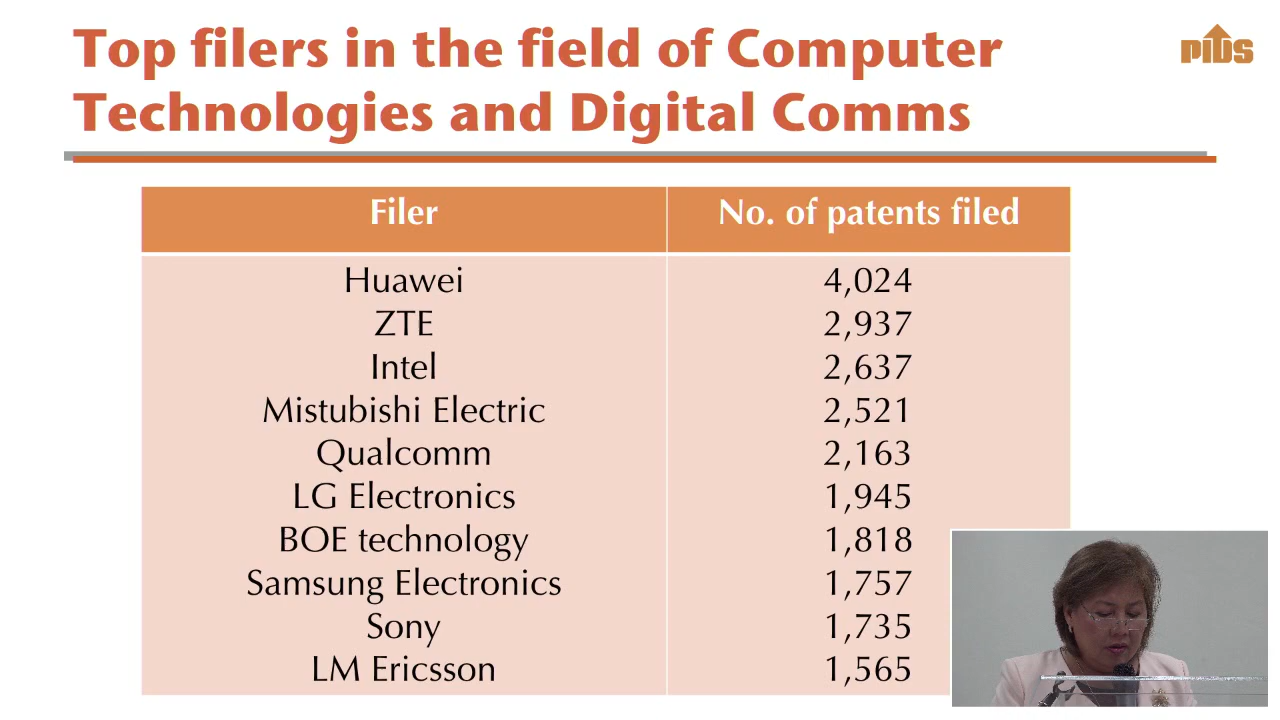 Top filers in the field of Computer
Technologies and Digital Comms
PIDS
Filer No. of patents filed
Huawei 4,024
ZTE 2,937
Intel 2,637
Mistubishi Electric 2,521
Qualcomm 2,163
LG Electronics 1,945
BOE technology 1,818
Samsung Electronics 1,757
Sony 1,735
LM Ericsson 1,565